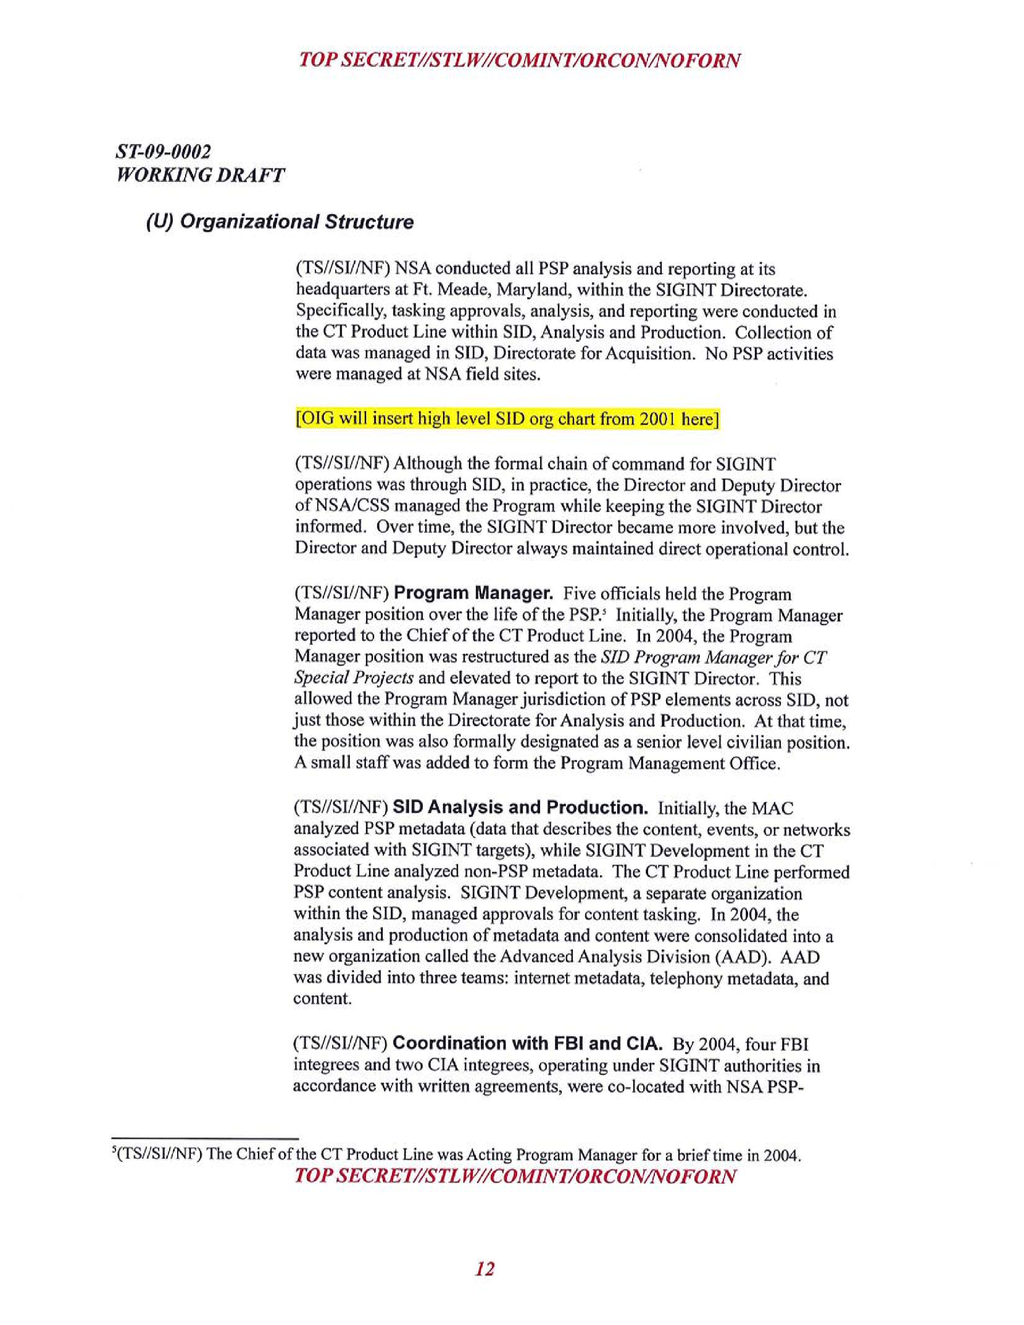 TOP SECRET//STLW//COMINT/ORCON/NOFORN
ST-09-0002
WORKING DRAFT
(U) Organizational Structure
(TS//SI//NF) NSA conducted all PSP analysis and reporting at its
headquarters at Ft. Meade, Maryland, within the SIGINT Directorate.
Specifically, tasking approvals, analysis, and reporting were conducted in
the CT Product Line within SID, Analysis and Production. Collection of
data was managed in SID, Directorate for Acquisition. No PSP activities
were managed at NSA field sites.
[OIG will insert high level SID org chart from 2001 here]
(TS//SI//NF) Although the formal chain of command for SIGINT
operations was through SID, in practice, the Director and Deputy Director
of NSA/CSS managed the Program while keeping the SIGINT Director
informed. Over time, the SIGINT Director became more involved, but the
Director and Deputy Director always maintained direct operational control.
(TS//SI//NF) Program Manager. Five officials held the Program
Manager position over the life of the PSP.⁵ Initially, the Program Manager
reported to the Chief of the CT Product Line. In 2004, the Program
Manager position was restructured as the SID Program Manager for CT
Special Projects and elevated to report to the SIGINT Director. This
allowed the Program Manager jurisdiction of PSP elements across SID, not
just those within the Directorate for Analysis and Production. At that time,
the position was also formally designated as a senior level civilian position.
A small staff was added to form the Program Management Office.
(TS//SI//NF) SID Analysis and Production. Initially, the MAC
analyzed PSP metadata (data that describes the content, events, or networks
associated with SIGINT targets), while SIGINT Development in the CT
Product Line analyzed non-PSP metadata. The CT Product Line performed
PSP content analysis. SIGINT Development, a separate organization
within the SID, managed approvals for content tasking. In 2004, the
analysis and production of metadata and content were consolidated into a
new organization called the Advanced Analysis Division (AAD). AAD
was divided into three teams: internet metadata, telephony metadata, and
content.
(TS//SI//NF) Coordination with FBI and CIA. By 2004, four FBI
integrees and two CIA integrees, operating under SIGINT authorities in
accordance with written agreements, were co-located with NSA PSP-
⁵(TS//SI//NF) The Chief of the CT Product Line was Acting Program Manager for a brief time in 2004.
TOP SECRET//STLW//COMINT/ORCON/NOFORN
12